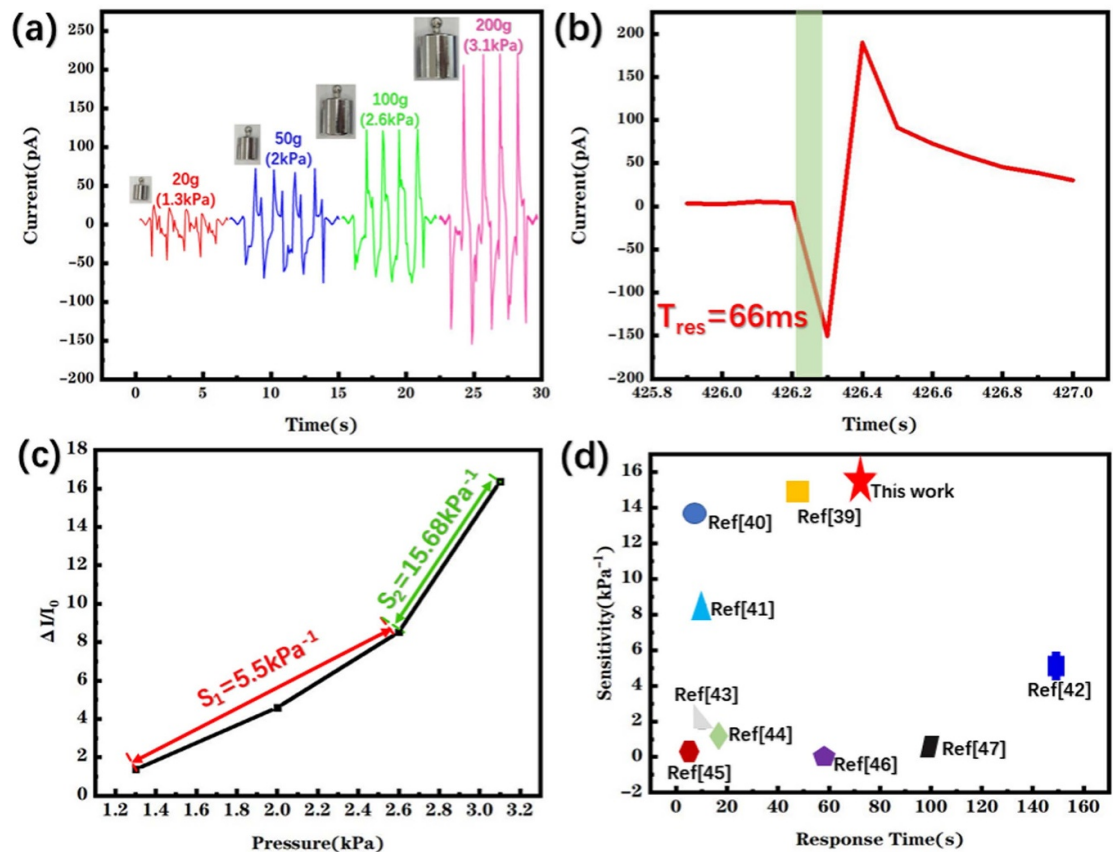 (a)
250
200
150
100
50
0
−50
−100
−150
−200
Current(pA)
20g
(1.3kPa)
50g
(2kPa)
100g
(2.6kPa)
200g
(3.1kPa)
0 5 10 15 20 25 30
Time(s)
(b)
200
150
100
50
0
−50
−100
−150
−200
Current(pA)
Tres=66ms
425.8 426.0 426.2 426.4 426.6 426.8 427.0
Time(s)
(c)
18
16
14
12
10
8
6
4
2
0
Δ I/I0
S1=5.5kPa-1
S2=15.68kPa-1
1.2 1.4 1.6 1.8 2.0 2.2 2.4 2.6 2.8 3.0 3.2
Pressure(kPa)
(d)
16
14
12
10
8
6
4
2
0
−2
Sensitivity(kPa-1)
This work
Ref[39]
Ref[40]
Ref[41]
Ref[42]
Ref[43]
Ref[44]
Ref[45]
Ref[46]
Ref[47]
0 20 40 60 80 100 120 140 160
Response Time(s)